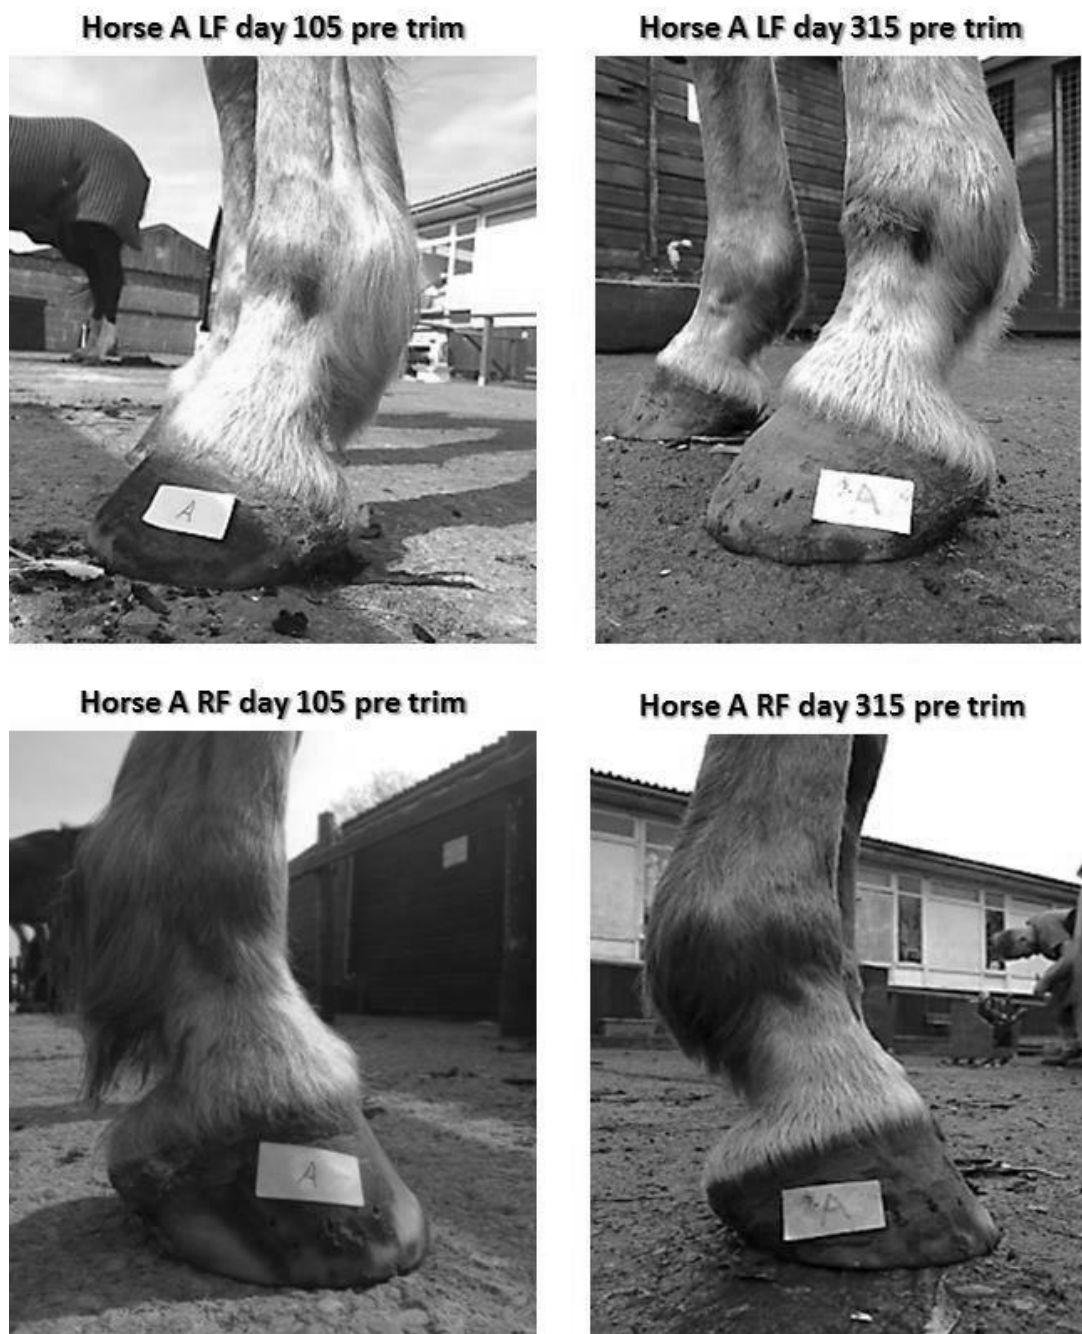 Horse A LF day 105 pre trim
Horse A LF day 315 pre trim
A
A
Horse A RF day 105 pre trim
Horse A RF day 315 pre trim
A
A